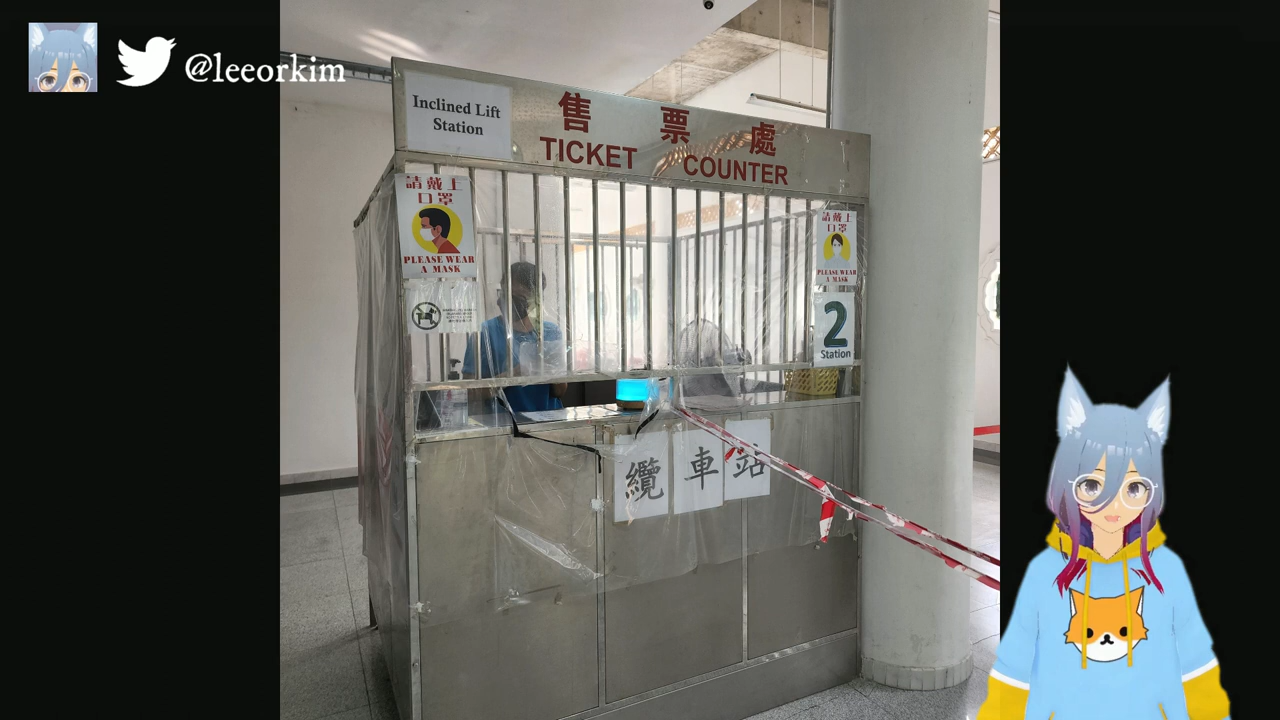 @leeorkim
Inclined Lift
Station
售 票 處
TICKET COUNTER
請戴上
口罩
PLEASE WEAR
A MASK
請戴上
口罩
PLEASE WEAR
A MASK
2
Station
纜車站